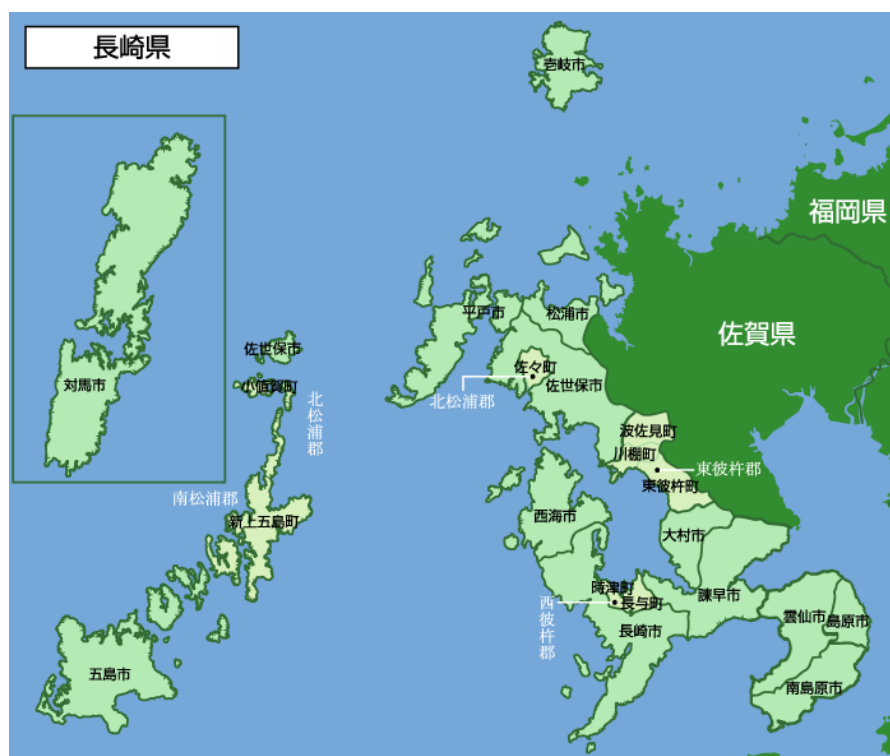 長崎県
壱岐市
福岡県
佐賀県
平戸市
松浦市
佐世保市
佐々町
小値賀町
対馬市
佐世保市
北松浦郡
北松浦郡
波佐見町
川棚町
東彼杵郡
東彼杵町
南松浦郡
新上五島町
西海市
大村市
時津町
長与町
諫早市
西彼杵郡
長崎市
雲仙市
島原市
五島市
南島原市